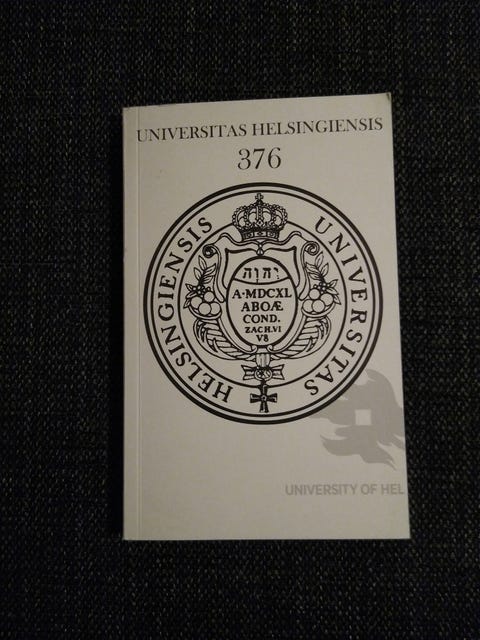 UNIVERSITAS HELSINGIENSIS
376
UNIVERSITAS HELSINGIENSIS
יהוה
A·MDCXL
ABOÆ
COND.
ZACH.VI
V8
UNIVERSITY OF HEL